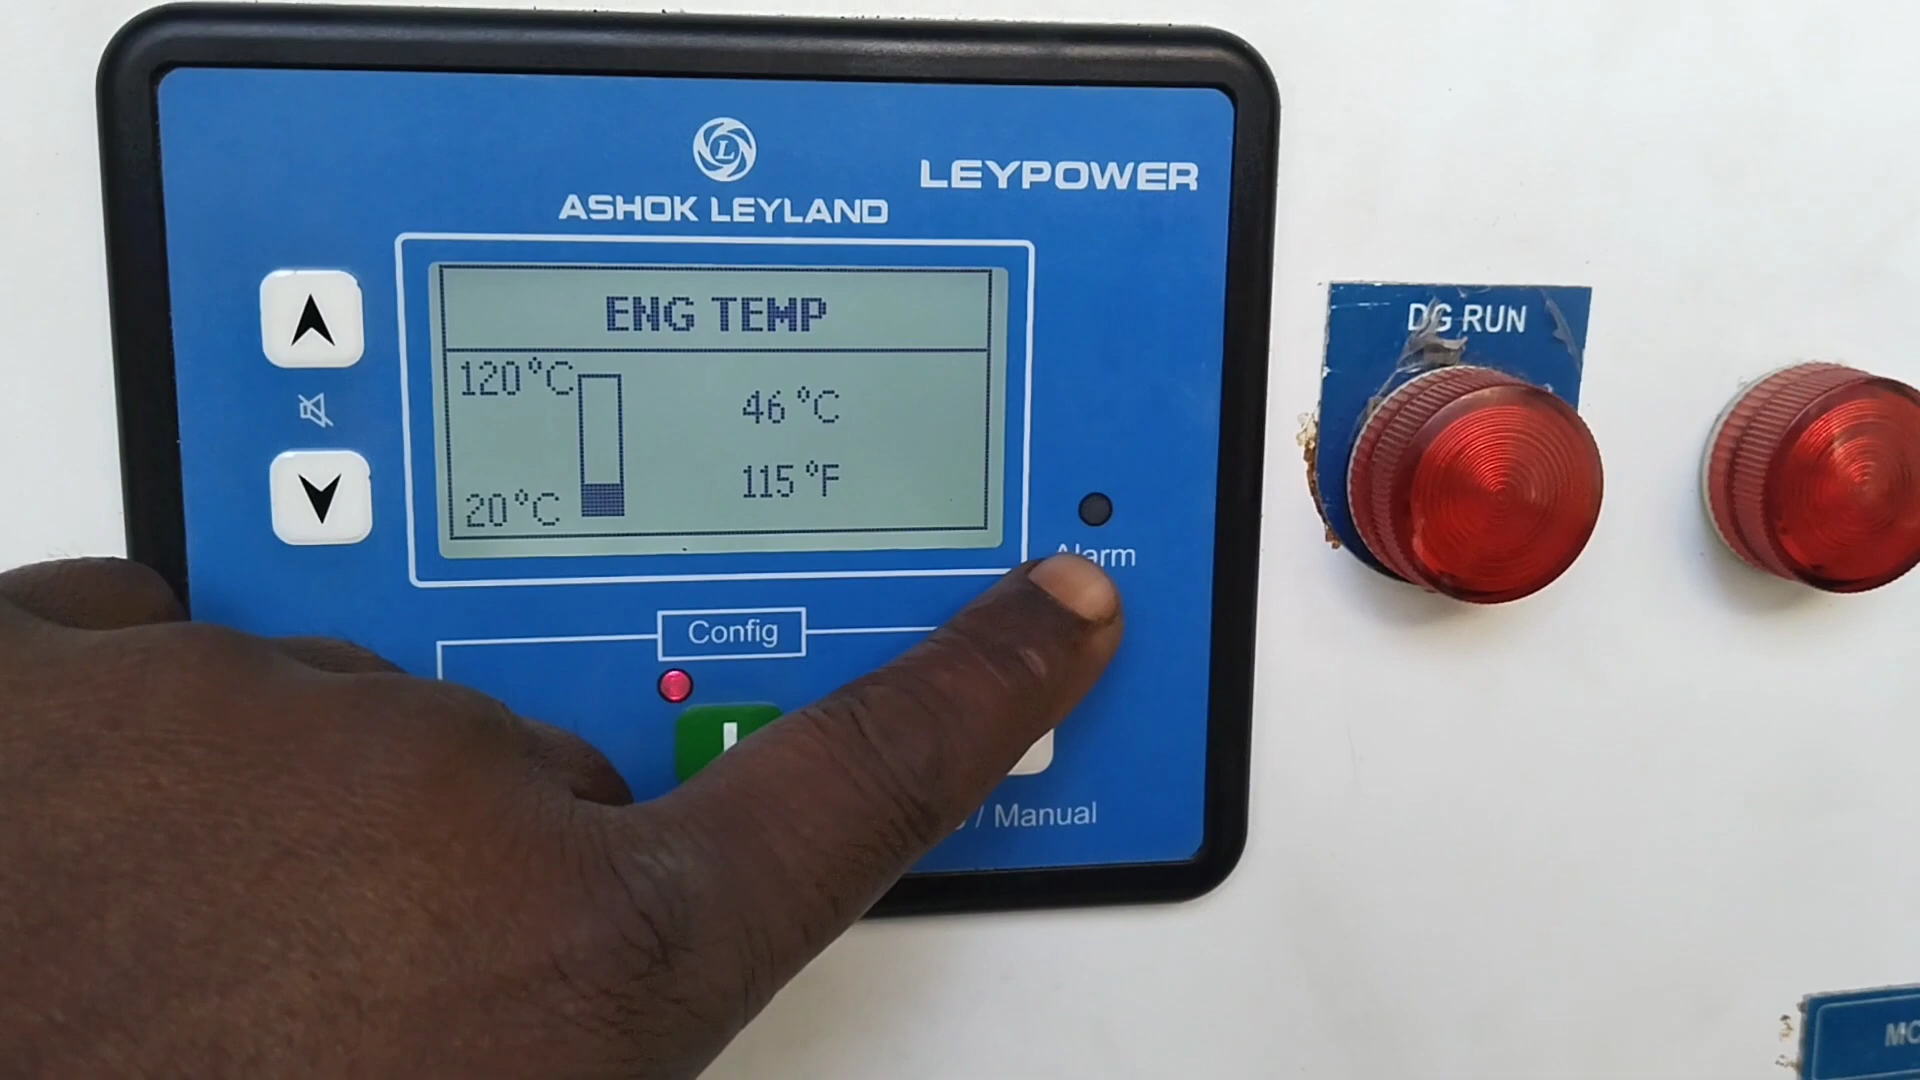 L
ASHOK LEYLAND
LEYPOWER
ENG TEMP
120°C
46 °C
115 °F
20°C
DG RUN
Config
/ Manual